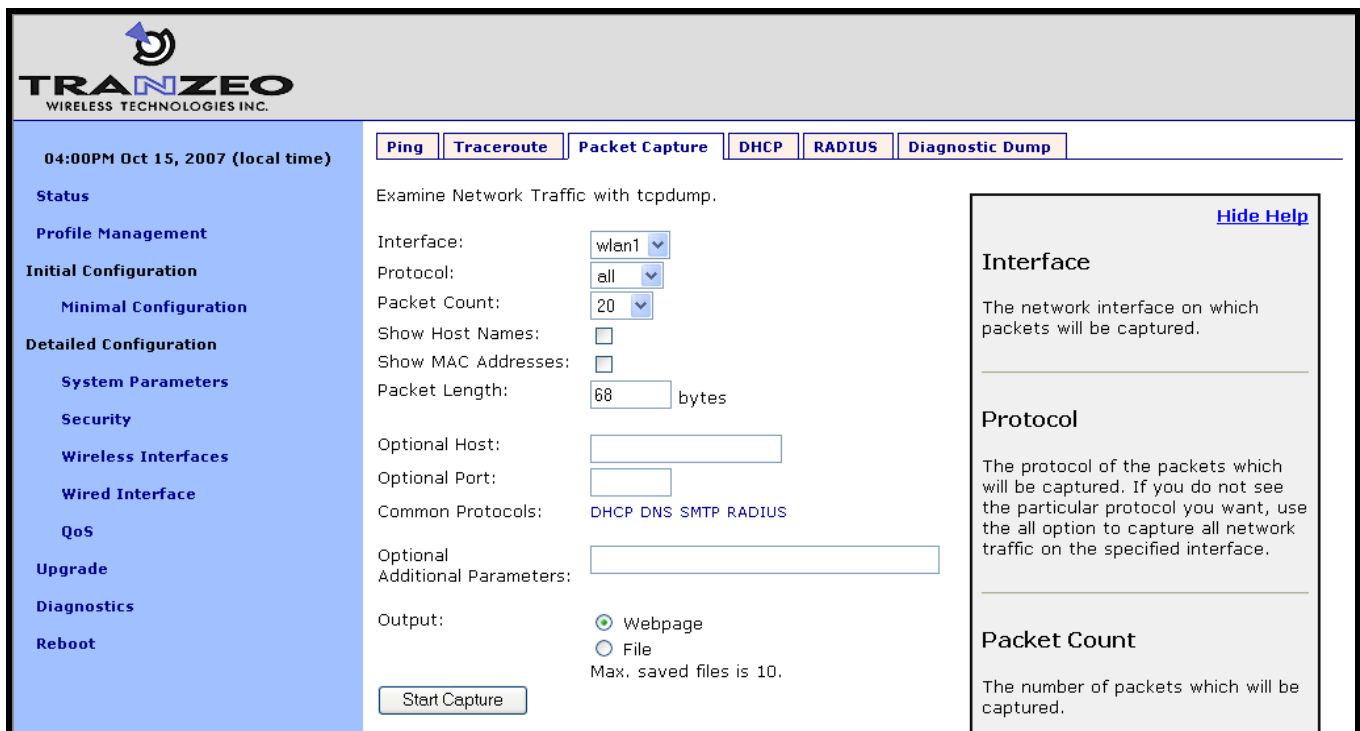 TRANZEO
WIRELESS TECHNOLOGIES INC.
04:00PM Oct 15, 2007 (local time)
Status
Profile Management
Initial Configuration
Minimal Configuration
Detailed Configuration
System Parameters
Security
Wireless Interfaces
Wired Interface
QoS
Upgrade
Diagnostics
Reboot
Ping Traceroute Packet Capture DHCP RADIUS Diagnostic Dump
Examine Network Traffic with tcpdump.
Interface: wlan1
Protocol: all
Packet Count: 20
Show Host Names:
Show MAC Addresses:
Packet Length: 68 bytes
Optional Host:
Optional Port:
Common Protocols: DHCP DNS SMTP RADIUS
Optional
Additional Parameters:
Output: Webpage
File
Max. saved files is 10.
Start Capture
Hide Help
Interface
The network interface on which
packets will be captured.
Protocol
The protocol of the packets which
will be captured. If you do not see
the particular protocol you want, use
the all option to capture all network
traffic on the specified interface.
Packet Count
The number of packets which will be
captured.